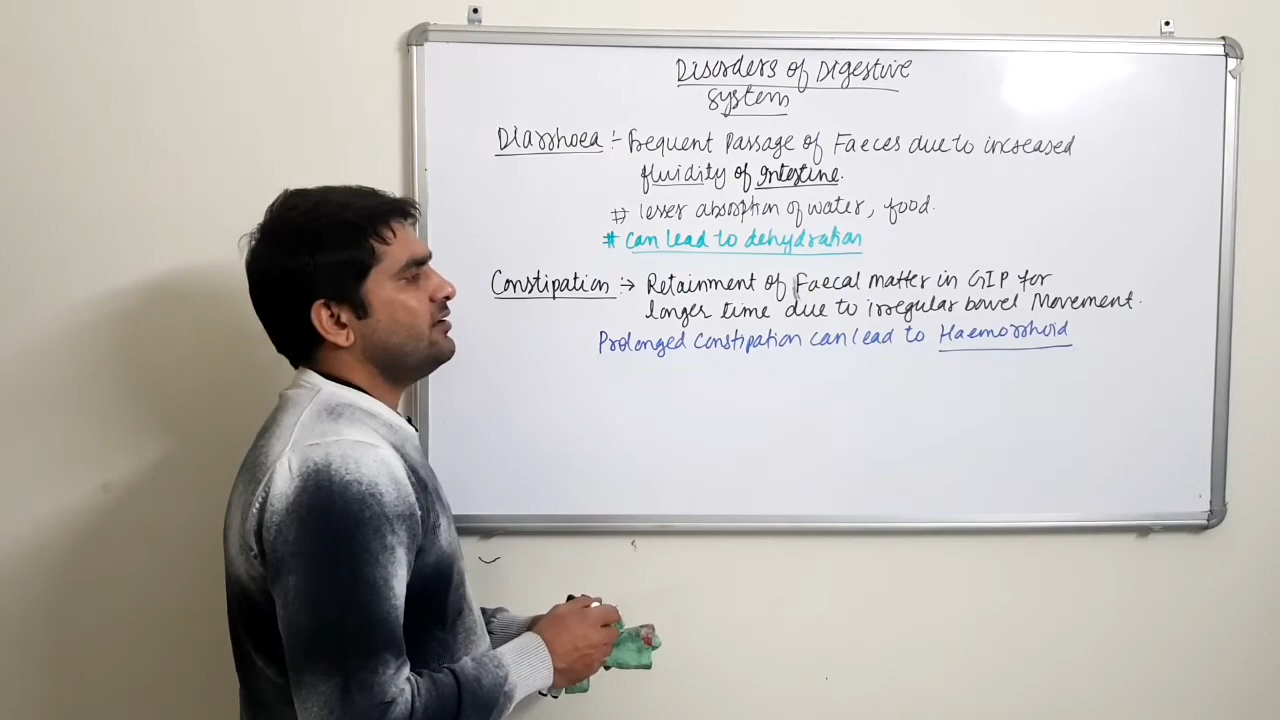 Disorders of Digestive
System
Diarrhoea :- Frequent Passage of Faeces due to increased
fluidity of Intestine.
# lesser absorption of water, food.
# Can lead to dehydration
Constipation :→ Retainment of Faecal matter in GIP for
longer time due to irregular bowel Movement.
Prolonged Constipation can lead to Haemorrhoid